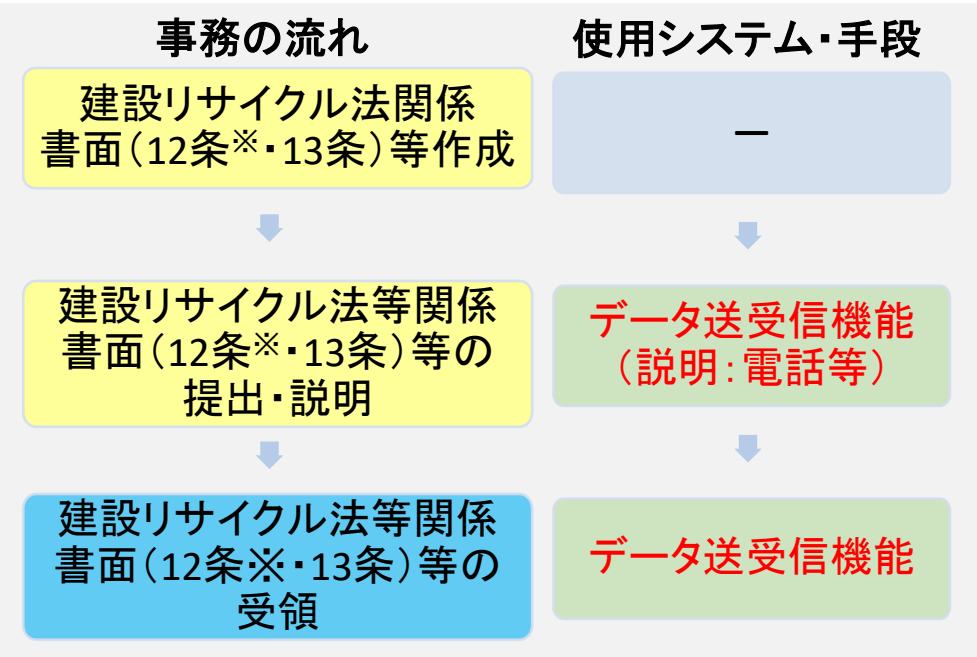 事務の流れ
使用システム・手段
建設リサイクル法関係
書面(12条※・13条)等作成
―
建設リサイクル法等関係
書面(12条※・13条)等の
提出・説明
データ送受信機能
(説明:電話等)
建設リサイクル法等関係
書面(12条※・13条)等の
受領
データ送受信機能